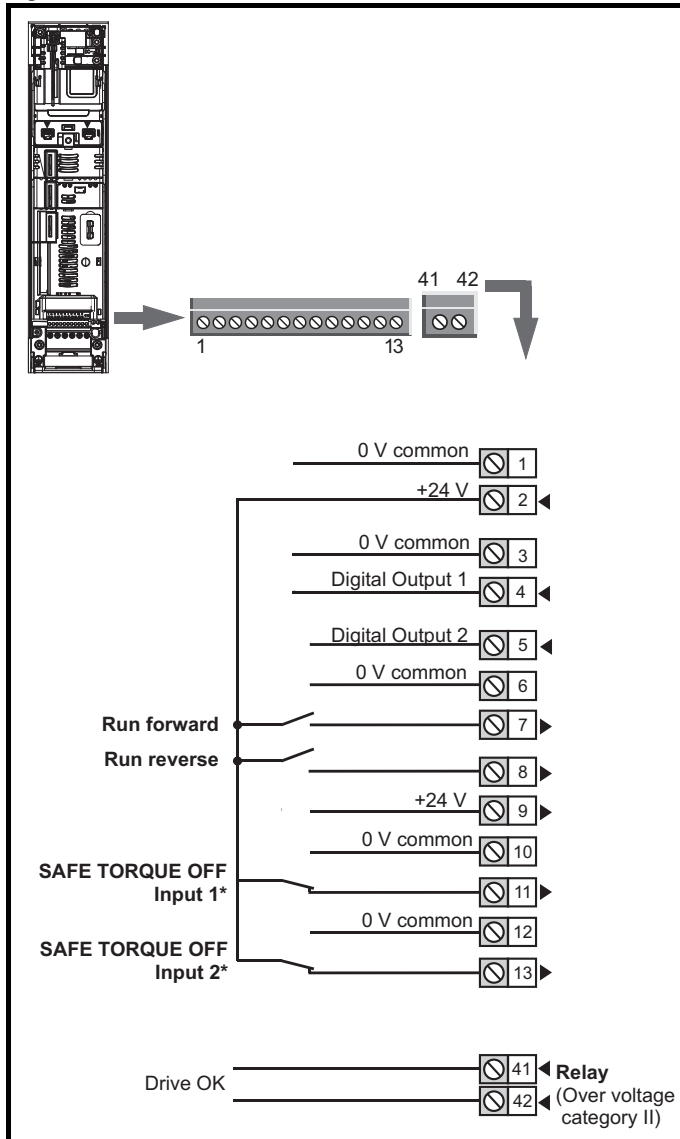 41 42
1 13
0 V common 1
+24 V 2
0 V common 3
Digital Output 1 4
Digital Output 2 5
0 V common 6
Run forward 7
Run reverse 8
+24 V 9
0 V common 10
SAFE TORQUE OFF
Input 1* 11
0 V common 12
SAFE TORQUE OFF
Input 2* 13
Drive OK
41 Relay
42 (Over voltage
category II)